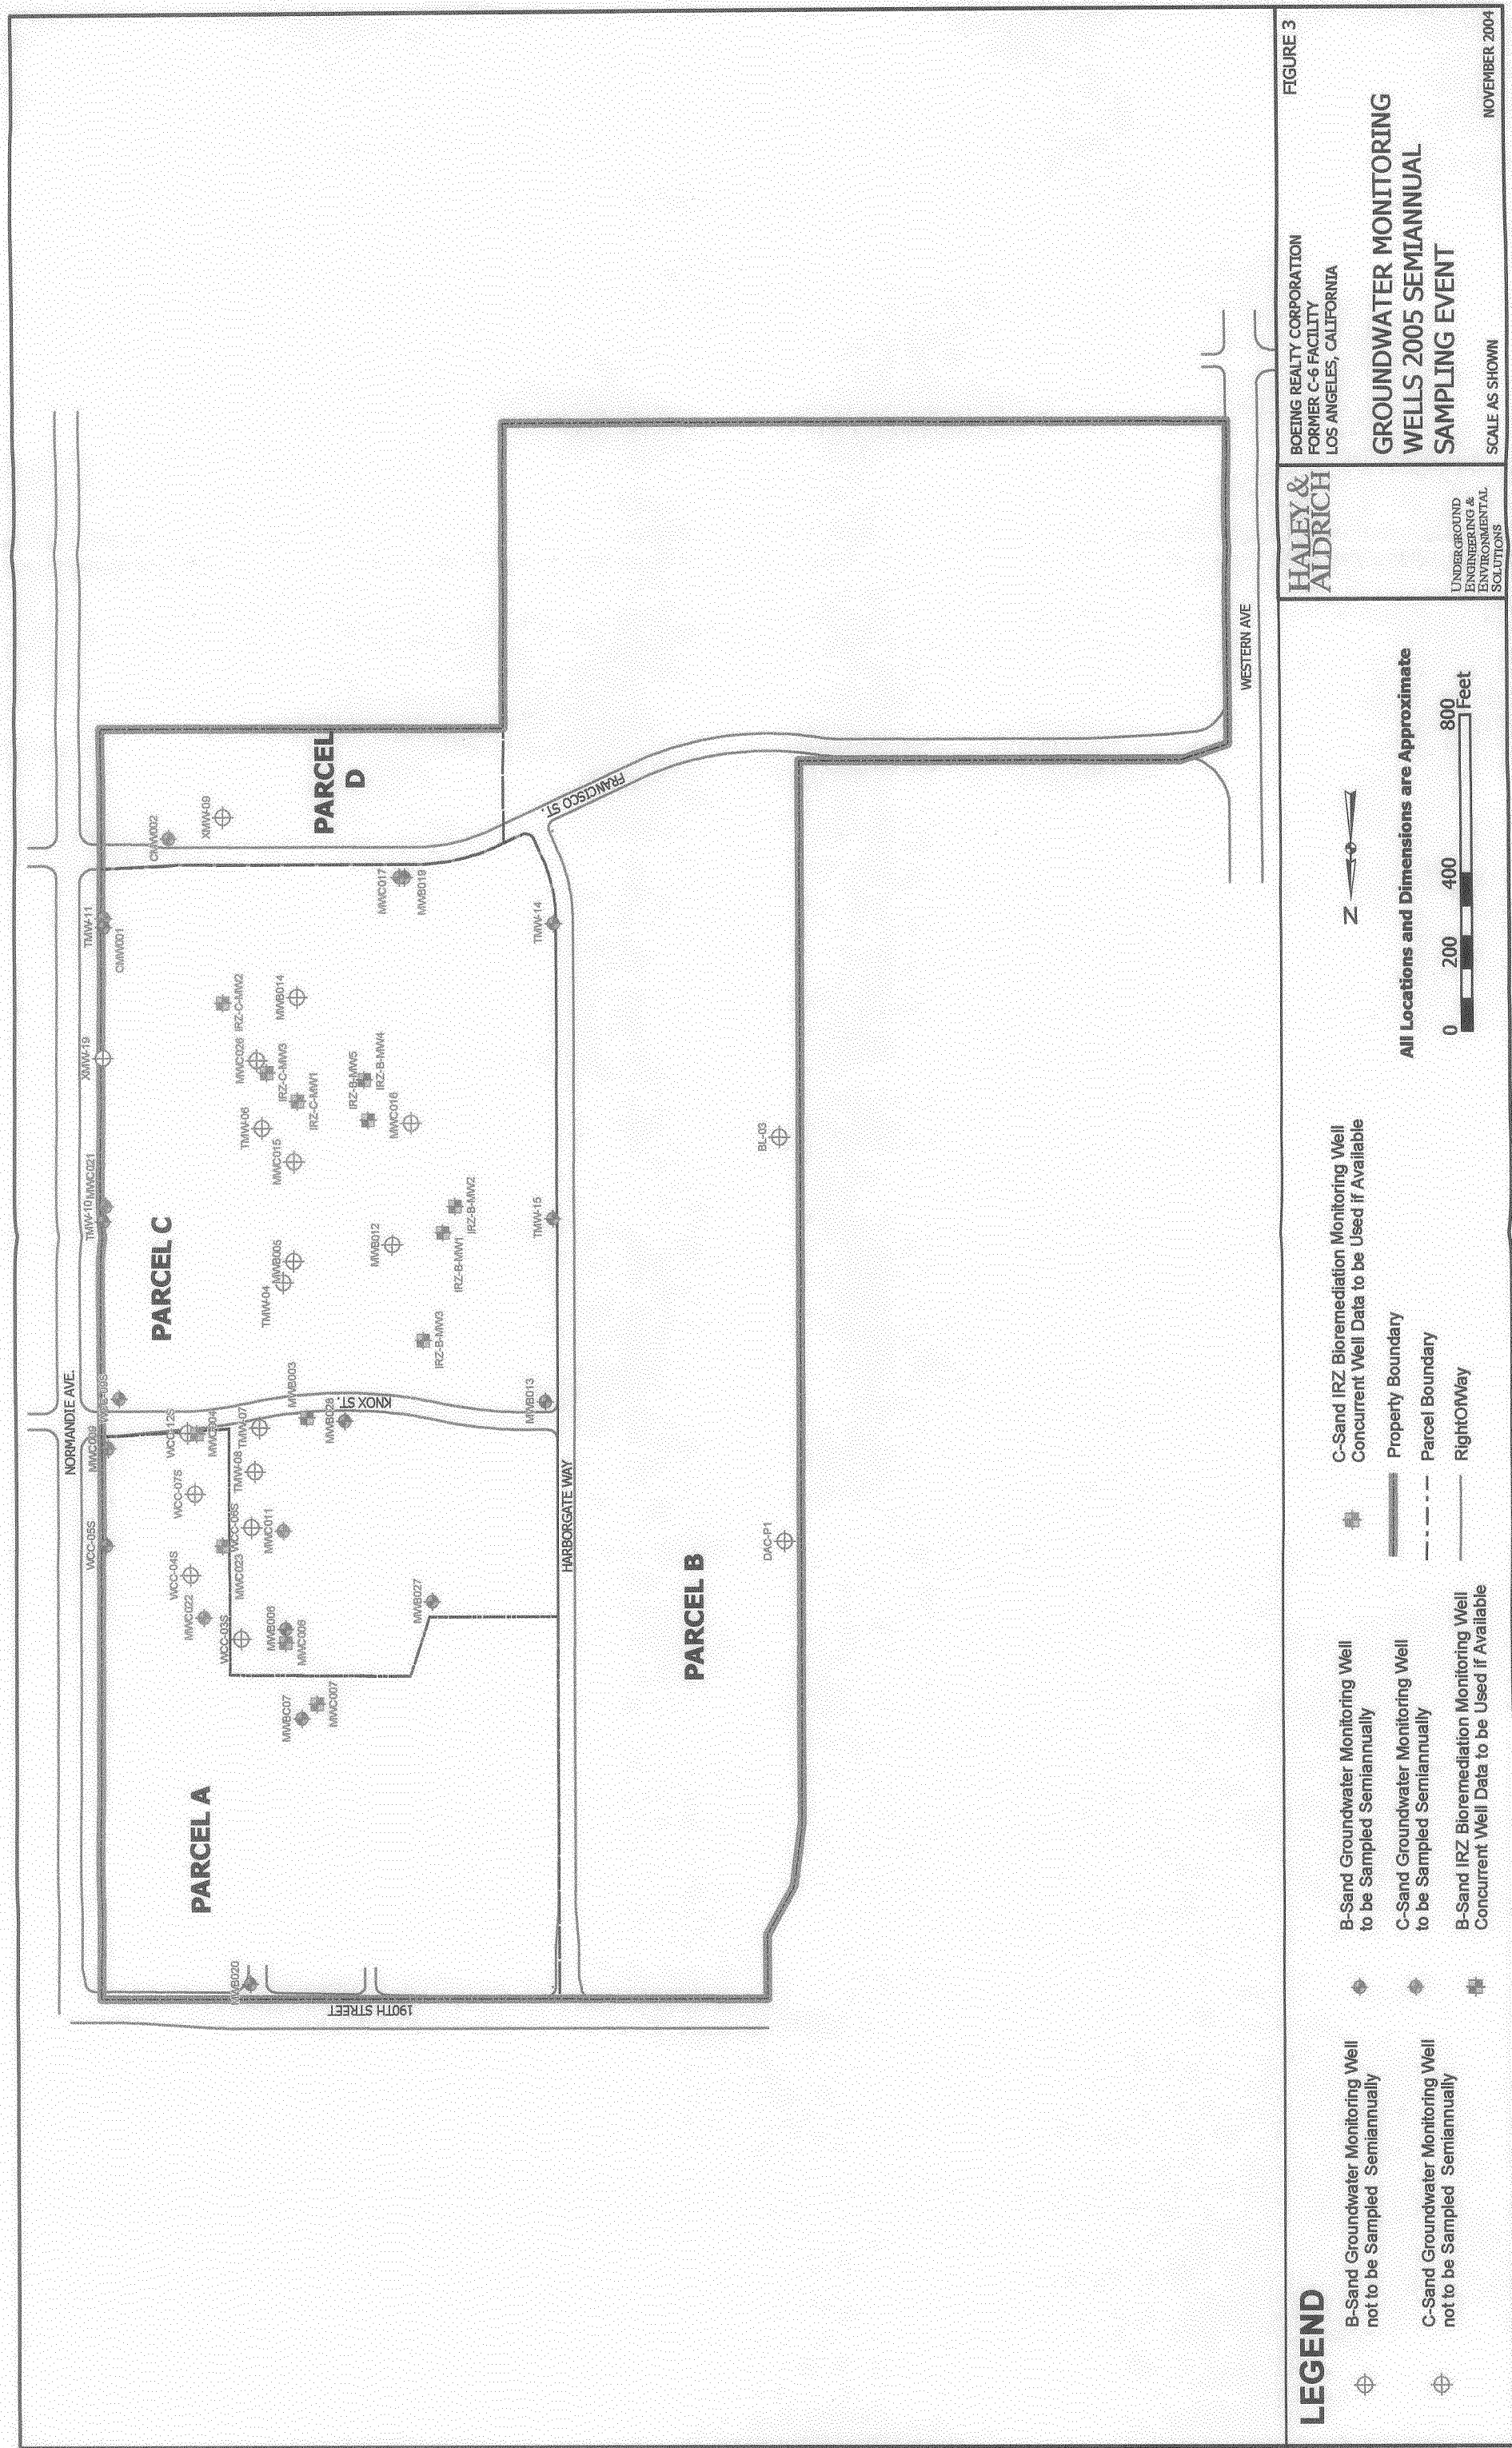 NORMANDIE AVE.
190TH STREET
HARBORGATE WAY
KNOX ST.
FRANCISCO ST.
WESTERN AVE
PARCEL A
PARCEL B
PARCEL C
PARCEL
D
MWB020
MWBC07
MWC007
WCC-03S
MWB006
MWC006
MWC022
WCC-04S
MWC023
WCC-06S
MWC011
MWB027
WCC-05S
WCC-07S
TMW-08
TMW-07
MWC009
WCC-12S
MWC004
WCC-09S
MWB003
MWB028
MWB013
IRZ-B-MW3
TMW-04
MWB005
MWB012
IRZ-B-MW1
IRZ-B-MW2
TMW-10
MWC021
TMW-15
MWC015
TMW-06
MWC016
IRZ-B-MW5
IRZ-B-MW4
IRZ-C-MW1
IRZ-C-MW3
MWC026
XMW-19
MWB014
IRZ-C-MW2
TMW-11
CMW001
TMW-14
MWC017
MWB019
CMW002
XMW-09
DAC-P1
BL-03
LEGEND
B-Sand Groundwater Monitoring Well
not to be Sampled Semiannually
C-Sand Groundwater Monitoring Well
not to be Sampled Semiannually
B-Sand Groundwater Monitoring Well
to be Sampled Semiannually
C-Sand Groundwater Monitoring Well
to be Sampled Semiannually
B-Sand IRZ Bioremediation Monitoring Well
Concurrent Well Data to be Used if Available
C-Sand IRZ Bioremediation Monitoring Well
Concurrent Well Data to be Used if Available
Property Boundary
Parcel Boundary
RightOfWay
N
All Locations and Dimensions are Approximate
0 200 400 800
Feet
HALEY &
ALDRICH
UNDERGROUND
ENGINEERING &
ENVIRONMENTAL
SOLUTIONS
BOEING REALTY CORPORATION
FORMER C-6 FACILITY
LOS ANGELES, CALIFORNIA
GROUNDWATER MONITORING
WELLS 2005 SEMIANNUAL
SAMPLING EVENT
SCALE AS SHOWN
NOVEMBER 2004
FIGURE 3